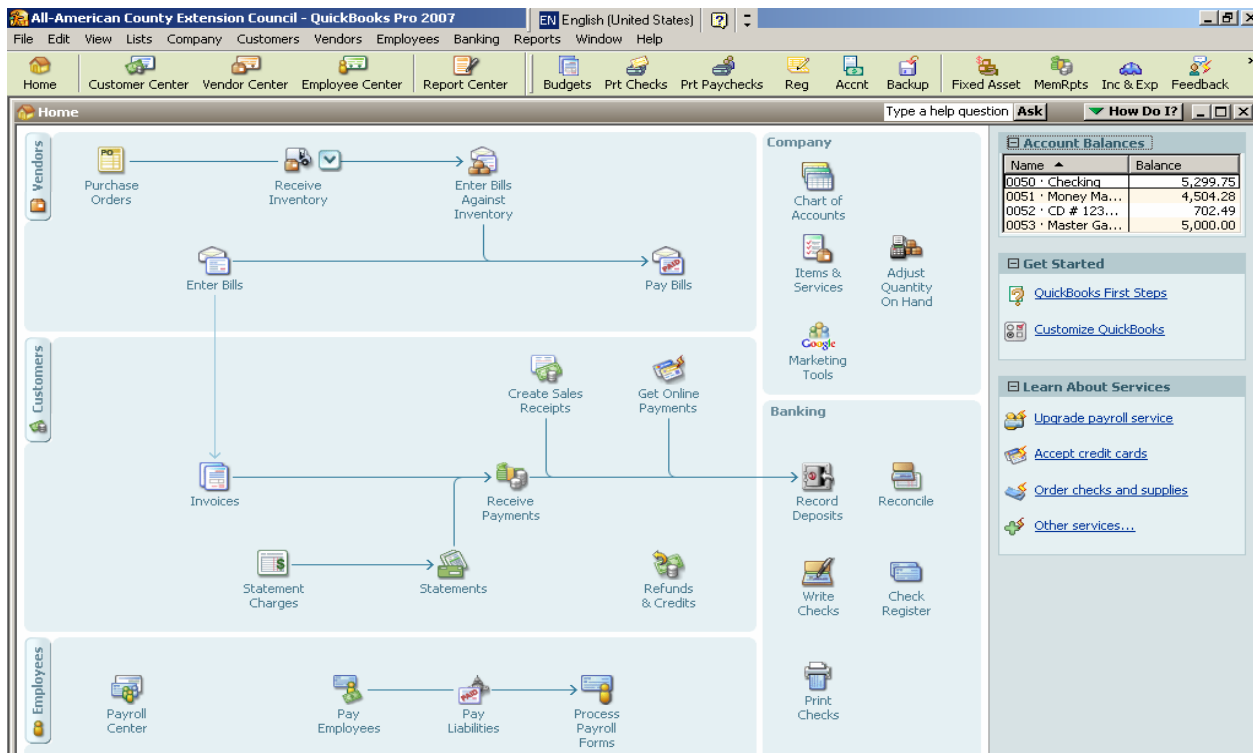 All-American County Extension Council - QuickBooks Pro 2007
EN English (United States)
File Edit View Lists Company Customers Vendors Employees Banking Reports Window Help
Home Customer Center Vendor Center Employee Center Report Center Budgets Prt Checks Prt Paychecks Reg Accnt Backup Fixed Asset MemRpts Inc & Exp Feedback
Home
Type a help question Ask
How Do I?
Vendors
PO
Purchase
Orders
Receive
Inventory
Enter Bills
Against
Inventory
Enter Bills
PAID
Pay Bills
Customers
Create Sales
Receipts
Get Online
Payments
Invoices
Receive
Payments
Statement
Charges
Statements
Refunds
& Credits
Employees
Payroll
Center
Pay
Employees
PAID
Pay
Liabilities
Process
Payroll
Forms
Company
Chart of
Accounts
Items &
Services
Adjust
Quantity
On Hand
Google
Marketing
Tools
Banking
Record
Deposits
Reconcile
Write
Checks
Check
Register
Print
Checks
Account Balances
Name Balance
0050 · Checking 5,299.75
0051 · Money Ma... 4,504.28
0052 · CD # 123... 702.49
0053 · Master Ga... 5,000.00
Get Started
QuickBooks First Steps
Customize QuickBooks
Learn About Services
Upgrade payroll service
Accept credit cards
Order checks and supplies
Other services...